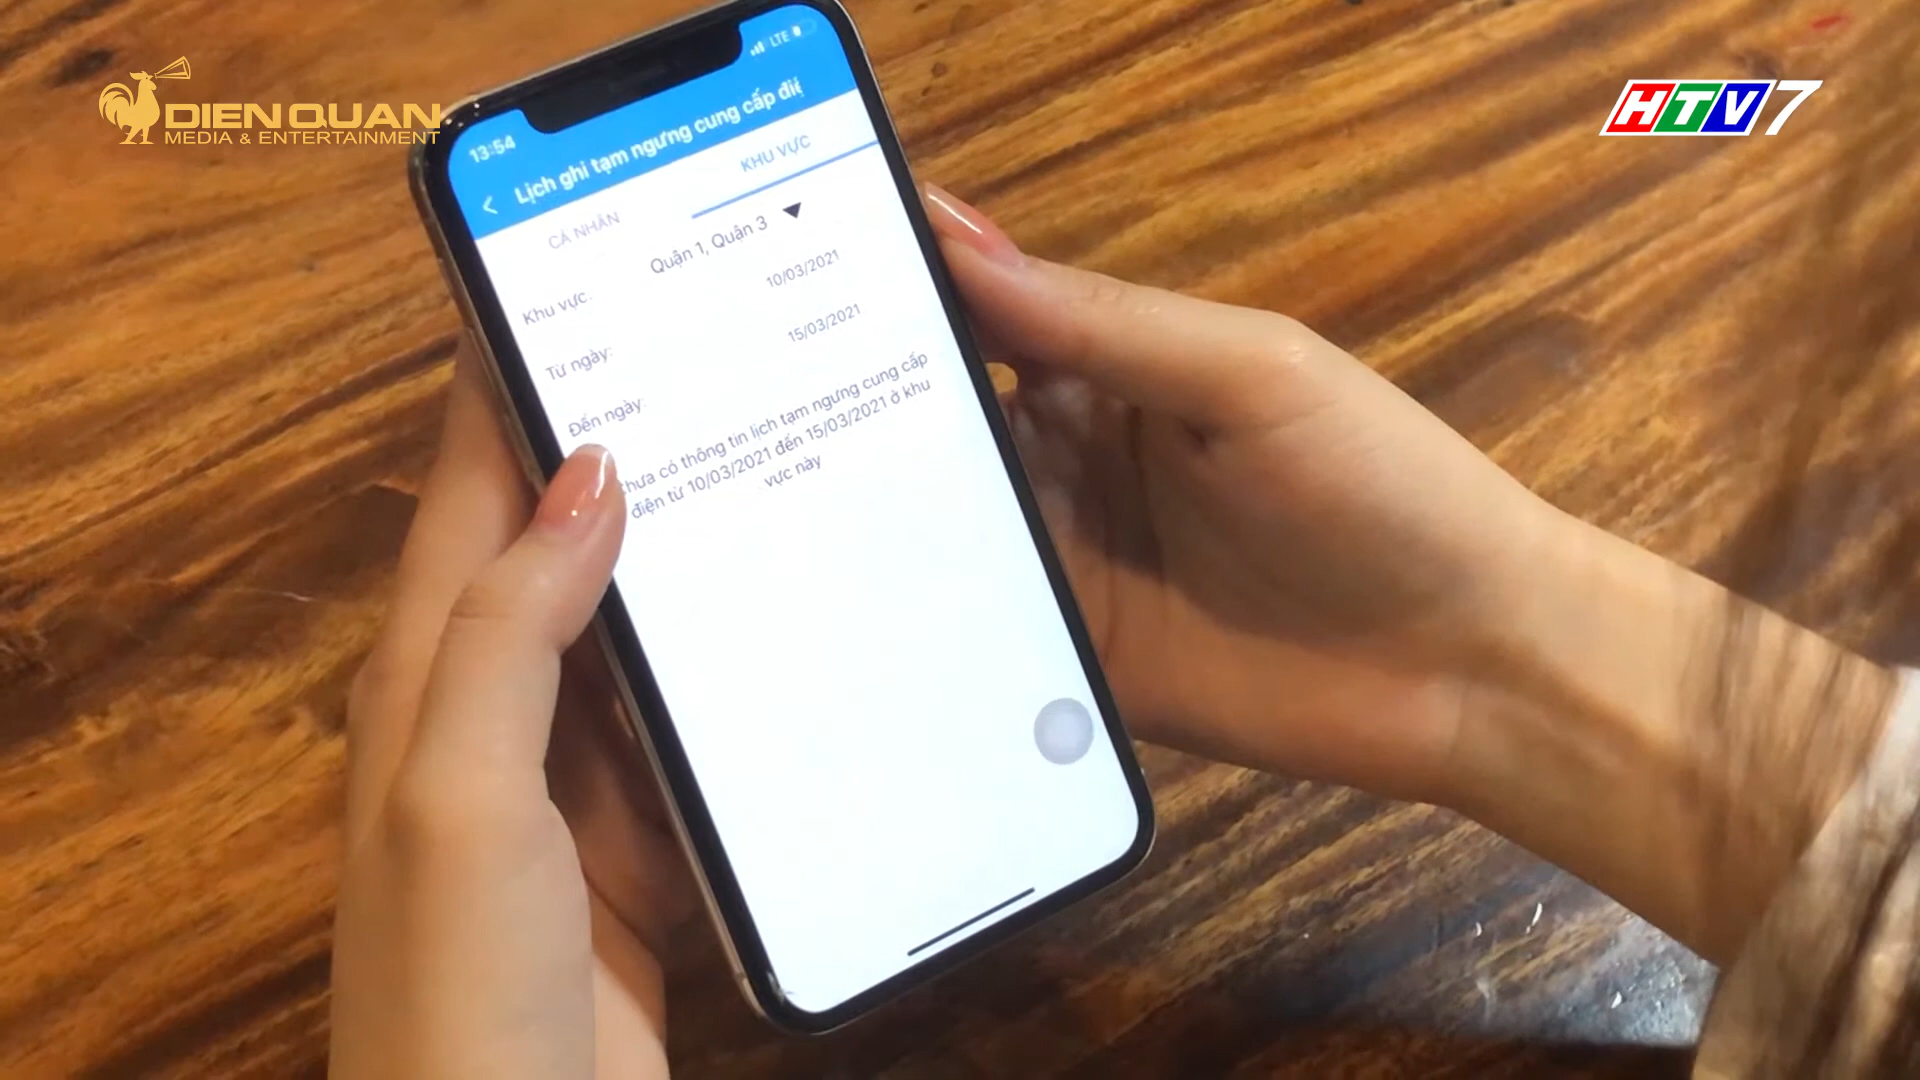 DIEN QUAN
MEDIA & ENTERTAINMENT
HTV7
13:54
LTE
Lịch ghi tạm ngưng cung cấp điệ
CÁ NHÂN
KHU VỰC
Khu vực:
Quận 1, Quận 3
Từ ngày:
10/03/2021
Đến ngày:
15/03/2021
hưa có thông tin lịch tạm ngưng cung cấp
điện từ 10/03/2021 đến 15/03/2021 ở khu
vực này